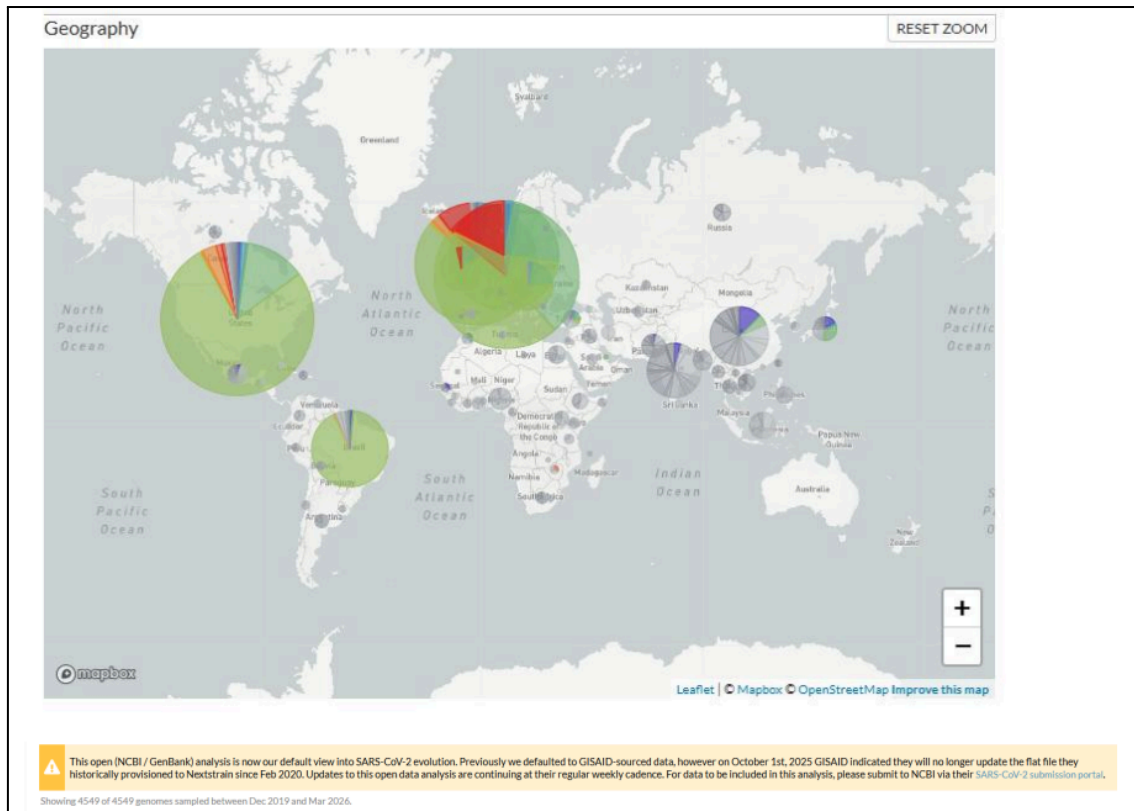 Geography
RESET ZOOM
Svalbard
Greenland
Russia
Kazakhstan
Mongolia
North
Pacific
Ocean
North
Atlantic
Ocean
North
Pacific
Ocean
Algeria
Libya
Arabia
Oman
Mali
Niger
Sudan
Yemen
Sri Lanka
Venezuela
Malaysia
Papua New
Guinea
Democratic
Republic of
the Congo
Angola
Madagascar
Namibia
Brazil
Paraguay
Argentina
South
Pacific
Ocean
South
Atlantic
Ocean
Indian
Ocean
Australia
New
Zealand
+
−
mapbox
Leaflet | © Mapbox © OpenStreetMap Improve this map
This open (NCBI / GenBank) analysis is now our default view into SARS-CoV-2 evolution. Previously we defaulted to GISAID-sourced data, however on October 1st, 2025 GISAID indicated they will no longer update the flat file they
historically provisioned to Nextstrain since Feb 2020. Updates to this open data analysis are continuing at their regular weekly cadence. For data to be included in this analysis, please submit to NCBI via their SARS-CoV-2 submission portal.
Showing 4549 of 4549 genomes sampled between Dec 2019 and Mar 2026.